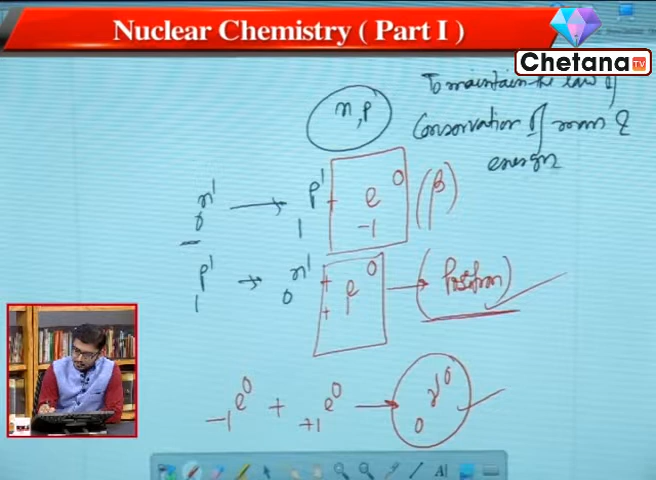 Nuclear Chemistry ( Part I )
Chetana TV
To maintain the law of
Conservation of mass &
energy
n, p
₀n¹ → ₁p¹ + ₋₁e⁰ (β)
₁p¹ → ₀n¹ + ₊e⁰ → (Positron)
₋₁e⁰ + ₊₁e⁰ → ₀γ⁰